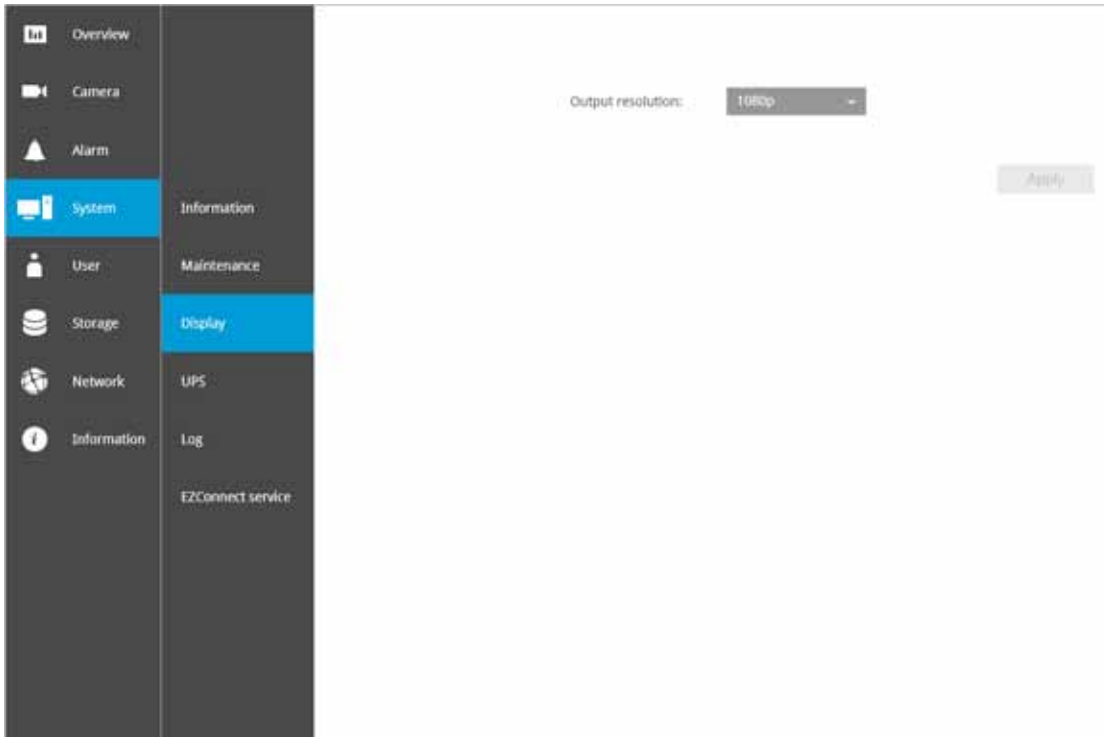 Overview
Camera
Alarm
System
User
Storage
Network
Information
Information
Maintenance
Display
UPS
Log
EZConnect service
Output resolution: 1080p
Apply